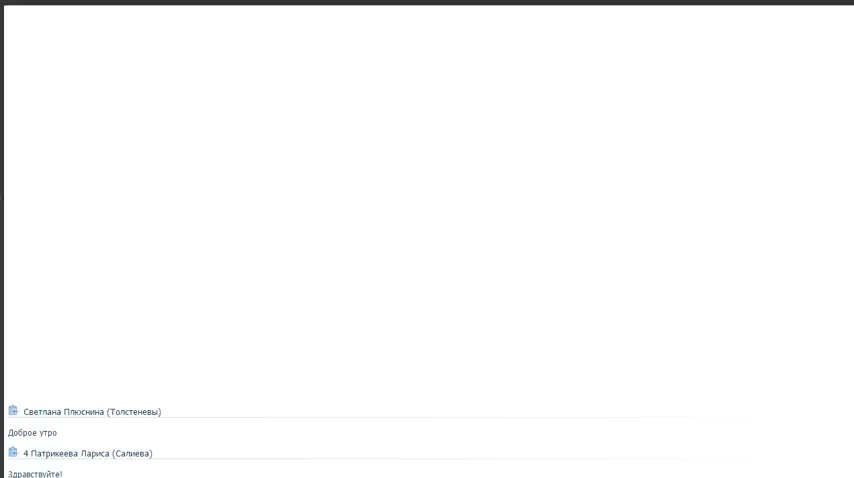 Светлана Плюснина (Толстеневы)
Доброе утро
4 Патрикеева Лариса (Салиева)
Здравствуйте!